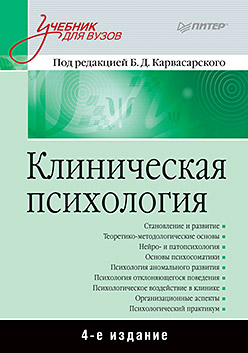 Учебник
для вузов
ПИТЕР®
Под редакцией Б. Д. Карвасарского
Клиническая
психология
Становление и развитие
Теоретико-методологические основы
Нейро- и патопсихология
Основы психосоматики
Психология аномального развития
Психология отклоняющегося поведения
Психологическое воздействие в клинике
Организационные аспекты
Психологический практикум
4-е издание